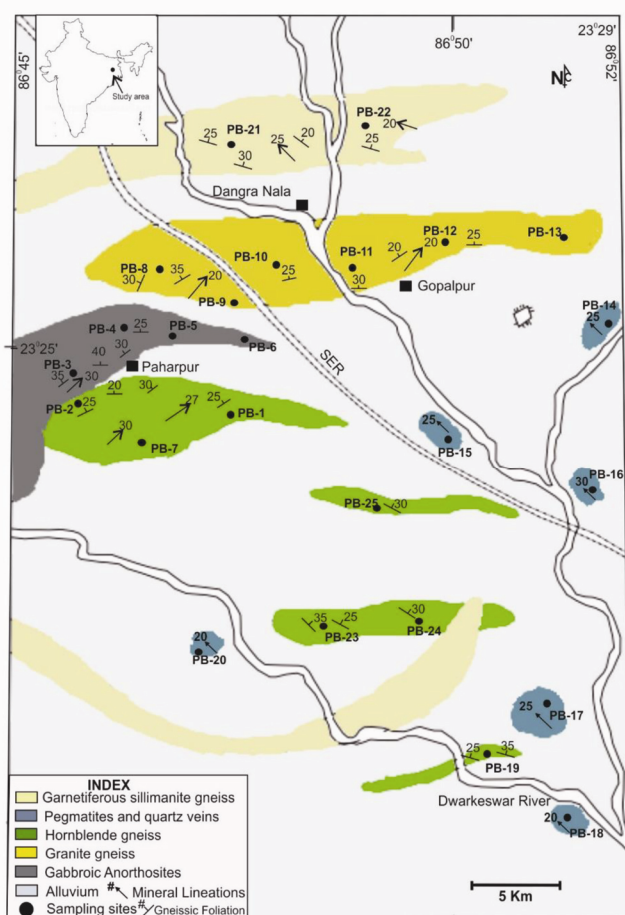 86°45'
86°50'
23°29'
86°52'
Study area
N
PB-22
20
PB-21
25
25
20
25
30
Dangra Nala
PB-12
25
PB-13
PB-10
PB-11
20
20
PB-8
35
20
25
30
30
PB-9
Gopalpur
PB-14
25
PB-4
25
PB-5
PB-6
23°25'
30
40
SER
PB-3
Paharpur
35
30
20
30
27
25
PB-2
25
PB-1
30
PB-7
25
PB-15
PB-16
30
PB-25
30
35
25
30
PB-23
PB-24
20
PB-20
25
PB-17
25
35
PB-19
Dwarkeswar River
20
PB-18
INDEX
Garnetiferous sillimanite gneiss
Pegmatites and quartz veins
Hornblende gneiss
Granite gneiss
Gabbroic Anorthosites
Alluvium # Mineral Lineations
Sampling sites # Gneissic Foliation
5 Km